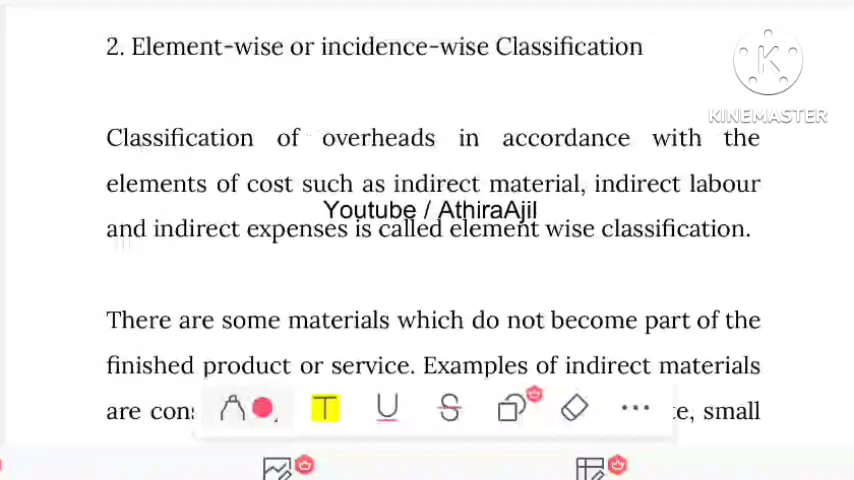 2. Element-wise or incidence-wise Classification
KINEMASTER
Classification of overheads in accordance with the
elements of cost such as indirect material, indirect labour
Youtube / AthiraAjil
and indirect expenses is called element wise classification.
There are some materials which do not become part of the
finished product or service. Examples of indirect materials
are small